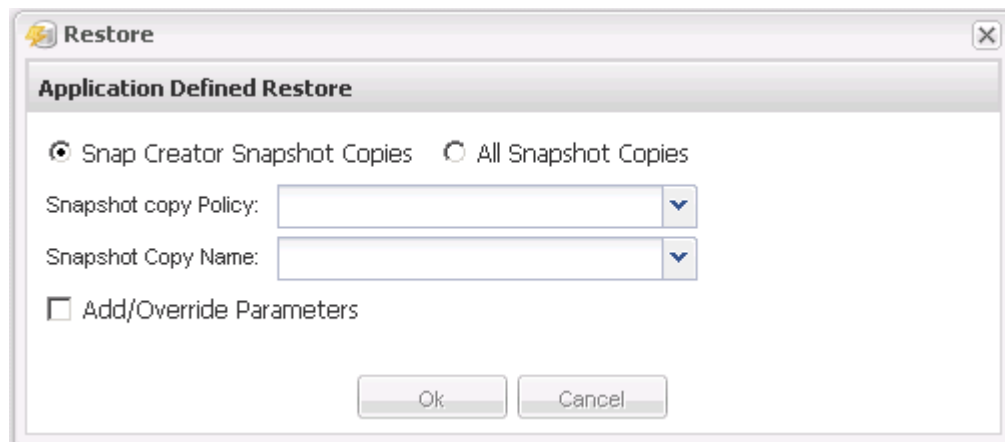 Restore
Application Defined Restore
Snap Creator Snapshot Copies All Snapshot Copies
Snapshot copy Policy:
Snapshot Copy Name:
Add/Override Parameters
Ok Cancel